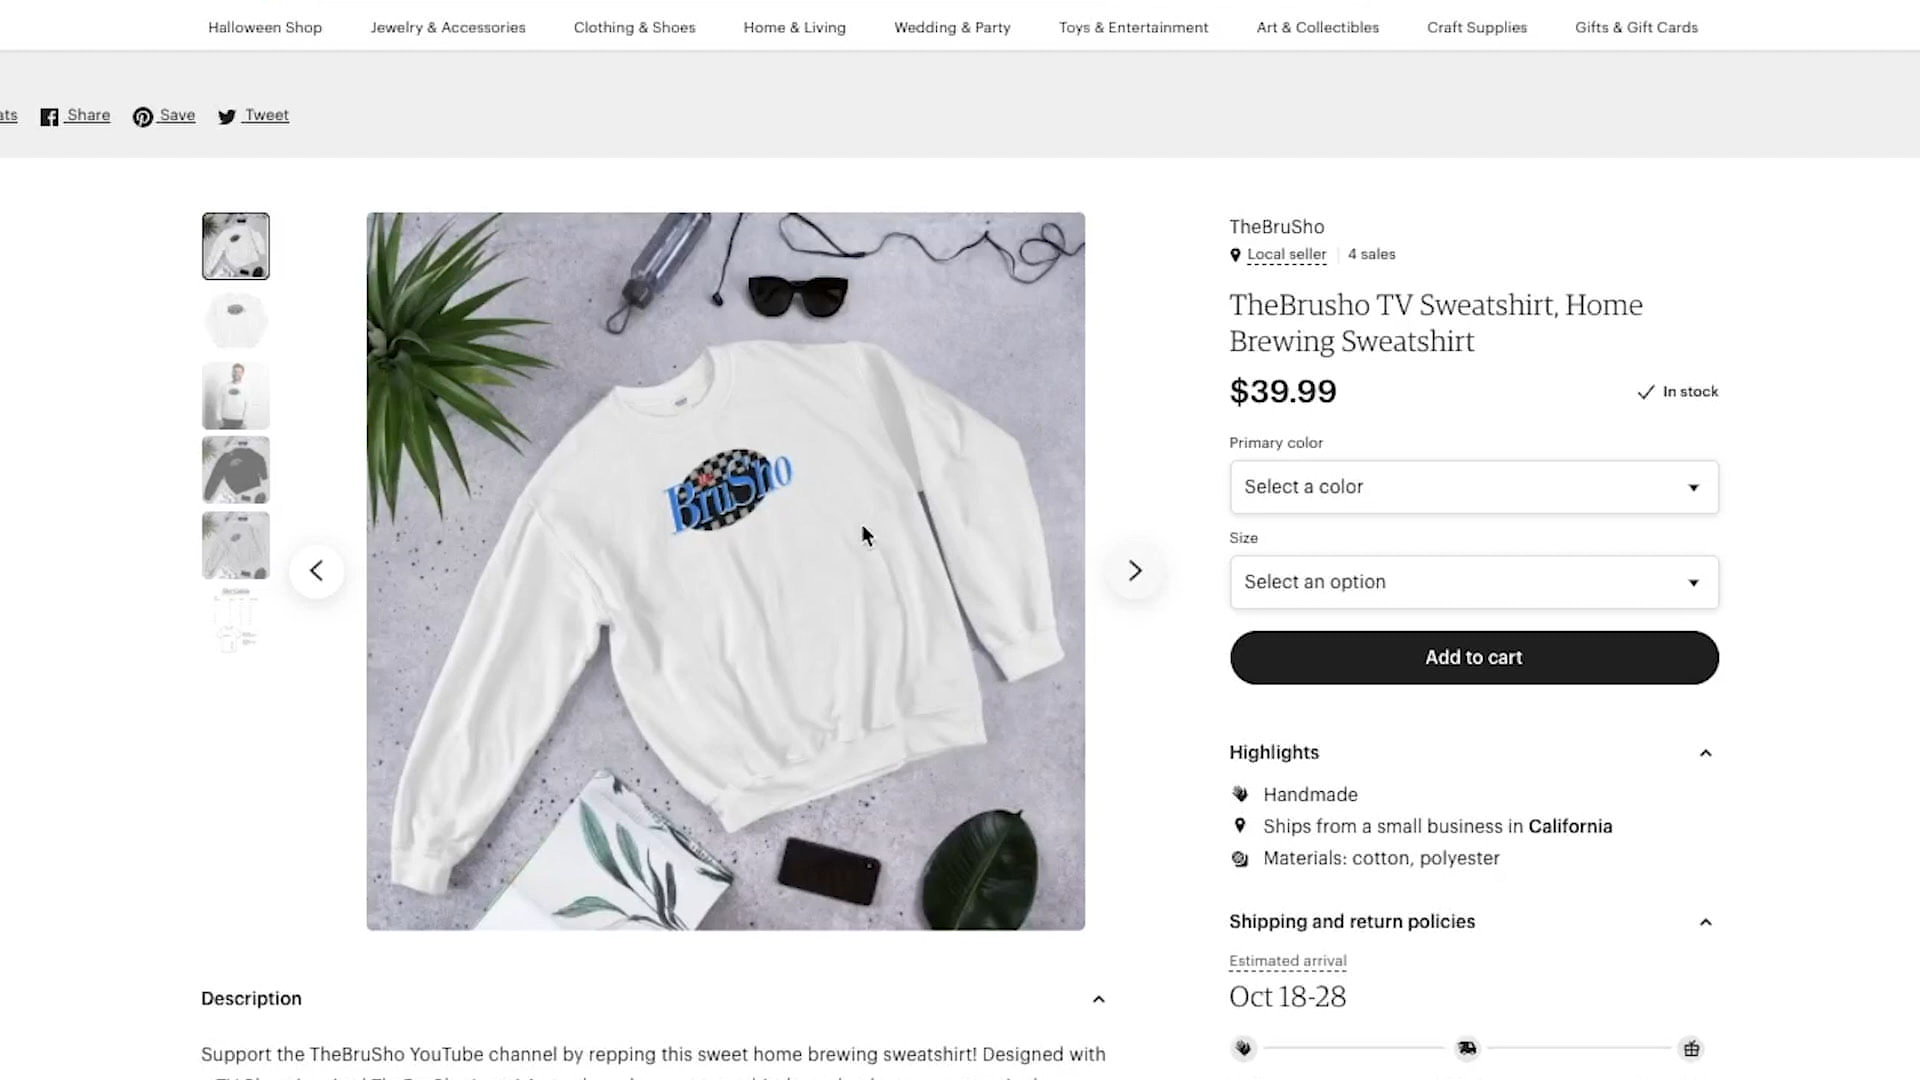 Halloween Shop
Jewelry & Accessories
Clothing & Shoes
Home & Living
Wedding & Party
Toys & Entertainment
Art & Collectibles
Craft Supplies
Gifts & Gift Cards
Share
Save
Tweet
the
BruSho
TheBruSho
Local seller
4 sales
TheBrusho TV Sweatshirt, Home
Brewing Sweatshirt
$39.99
In stock
Primary color
Select a color
Size
Select an option
Add to cart
Highlights
Handmade
Ships from a small business in California
Materials: cotton, polyester
Shipping and return policies
Estimated arrival
Oct 18-28
Description
Support the TheBruSho YouTube channel by repping this sweet home brewing sweatshirt! Designed with